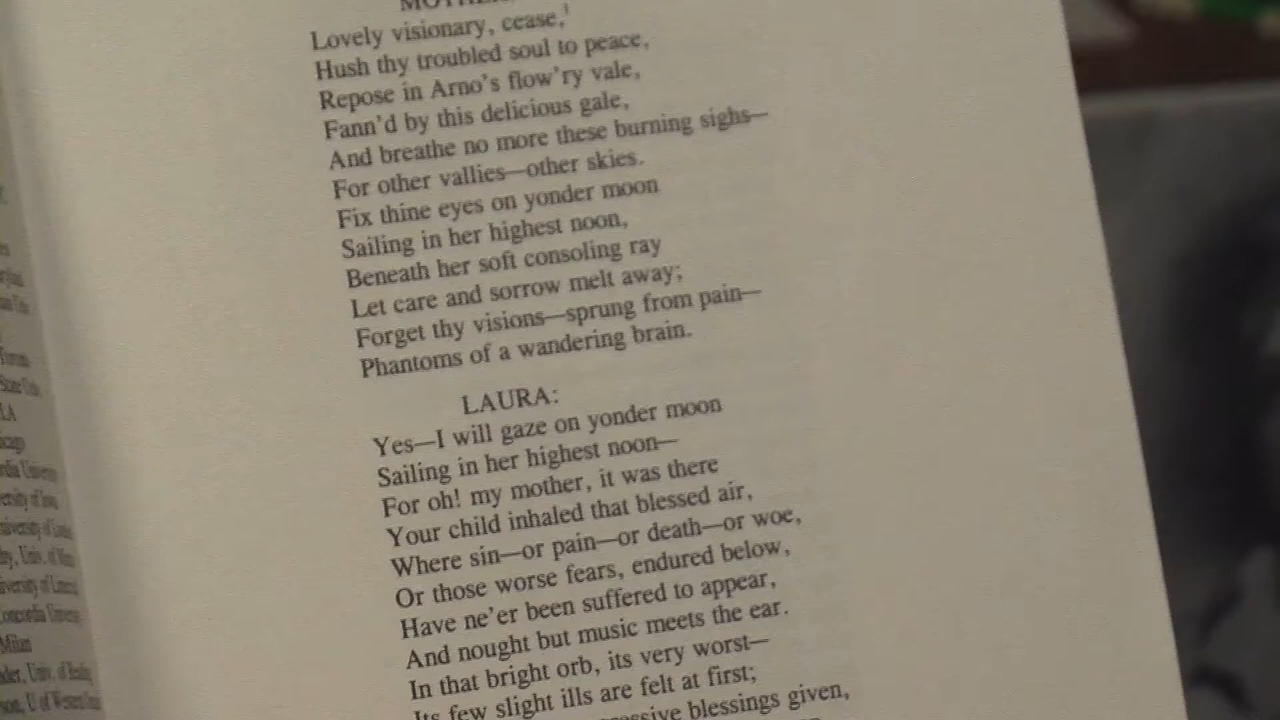 MOTHER
Lovely visionary, cease,¹
Hush thy troubled soul to peace,
Repose in Arno's flow'ry vale,
Fann'd by this delicious gale,
And breathe no more these burning sighs—
For other vallies—other skies.
Fix thine eyes on yonder moon
Sailing in her highest noon,
Beneath her soft consoling ray
Let care and sorrow melt away;
Forget thy visions—sprung from pain—
Phantoms of a wandering brain.
LAURA:
Yes—I will gaze on yonder moon
Sailing in her highest noon—
For oh! my mother, it was there
Your child inhaled that blessed air,
Where sin—or pain—or death—or woe,
Or those worse fears, endured below,
Have ne'er been suffered to appear,
And nought but music meets the ear.
In that bright orb, its very worst—
Its few slight ills are felt at first;
blessings given,